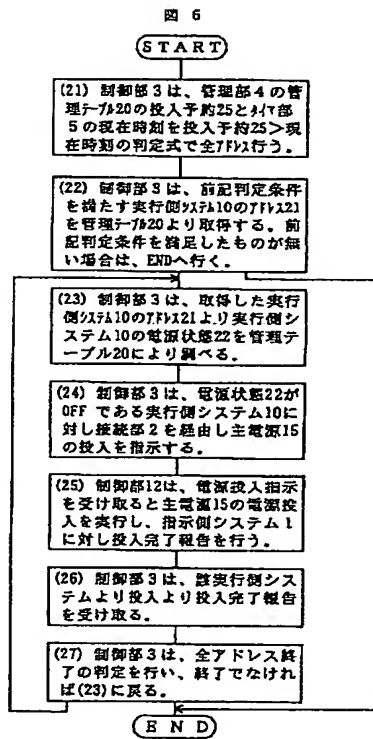 図 6
START
(21) 制御部3は、管理部4の管
理テーブル20の投入予約25とタイマ部
5の現在時刻を投入予約25>現
在時刻の判定式で全アドレス行う。
(22) 制御部3は、前記判定条件
を満たす実行側システム10のアドレス21
を管理テーブル20より取得する。前
記判定条件を満足したものが無
い場合は、ENDへ行く。
(23) 制御部3は、取得した実行
側システム10のアドレス21より実行側シ
ステム10の電源状態22を管理テ
ーブル20により調べる。
(24) 制御部3は、電源状態22が
OFFである実行側システム10に
対し接続部2を経由し主電源15
の投入を指示する。
(25) 制御部12は、電源投入指示
を受け取ると主電源15の電源投
入を実行し、指示側システム1
に対し投入完了報告を行う。
(26) 制御部3は、該実行側シス
テムより投入より投入完了報告
を受け取る。
(27) 制御部3は、全アドレス終
了の判定を行い、終了でなけれ
ば(23)に戻る。
END